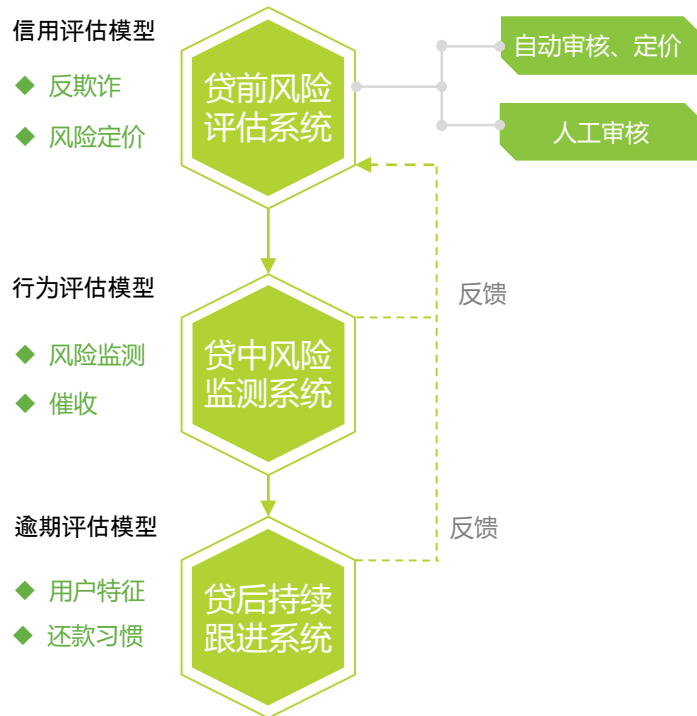 信用评估模型
反欺诈
风险定价
贷前风险
评估系统
自动审核、定价
人工审核
反馈
行为评估模型
风险监测
催收
贷中风险
监测系统
反馈
逾期评估模型
用户特征
还款习惯
贷后持续
跟进系统